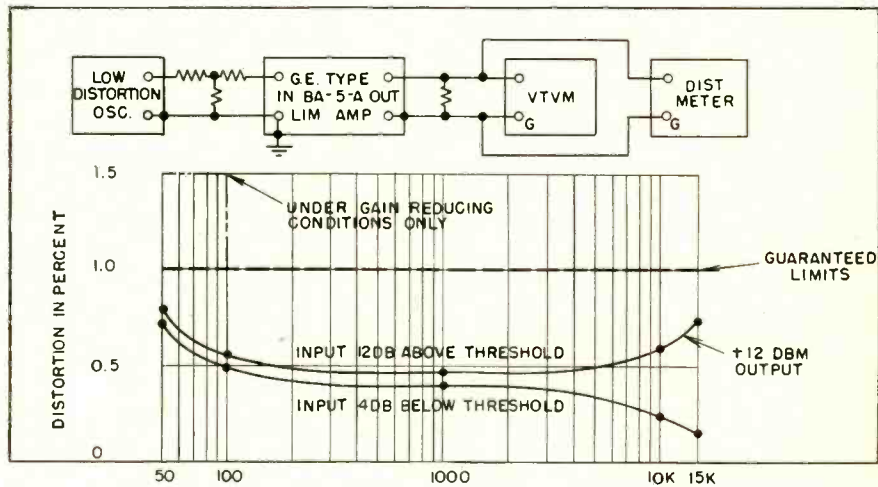 LOW
DISTORTION
OSC.
G.E. TYPE
IN BA-5-A OUT
LIM AMP
VTVM
G
DIST
METER
G
DISTORTION IN PERCENT
1.5
1.0
0.5
0
UNDER GAIN REDUCING
CONDITIONS ONLY
GUARANTEED
LIMITS
INPUT 12DB ABOVE THRESHOLD
+12 DBM
OUTPUT
INPUT 4DB BELOW THRESHOLD
50 100 1000 10K 15K